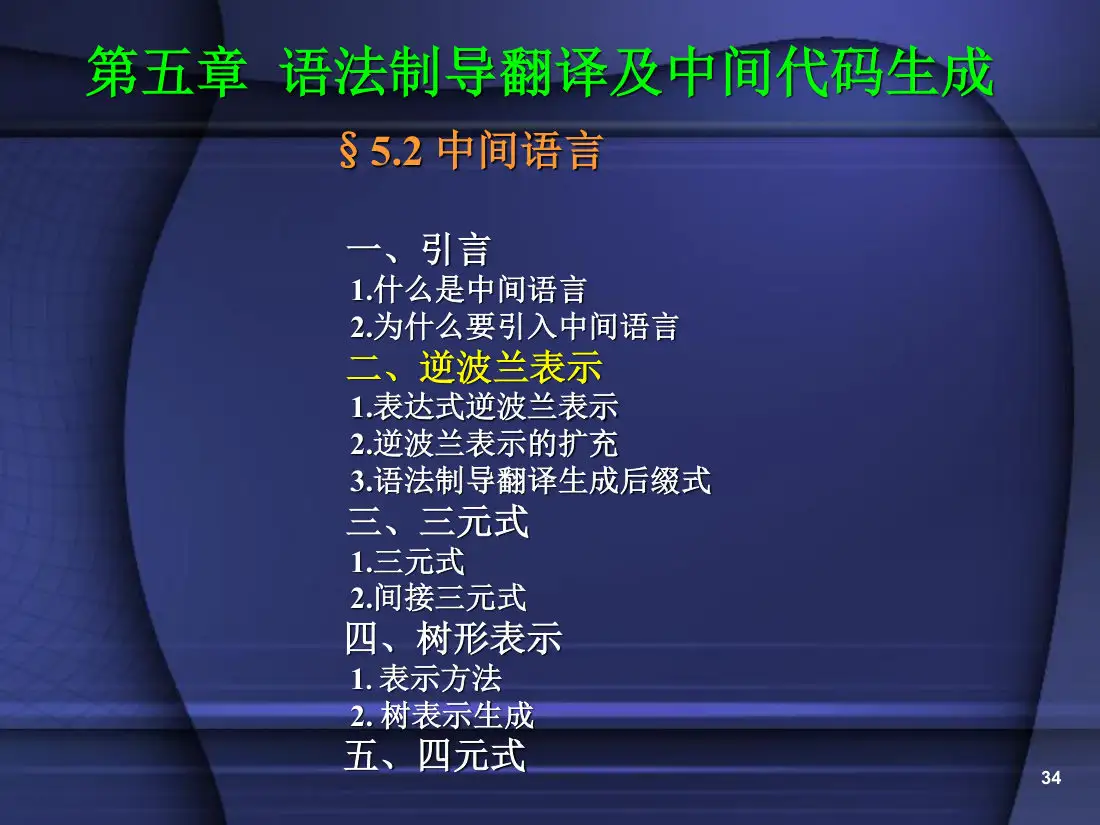 第五章 语法制导翻译及中间代码生成
§5.2 中间语言
一、引言
1.什么是中间语言
2.为什么要引入中间语言
二、逆波兰表示
1.表达式逆波兰表示
2.逆波兰表示的扩充
3.语法制导翻译生成后缀式
三、三元式
1.三元式
2.间接三元式
四、树形表示
1. 表示方法
2. 树表示生成
五、四元式
34